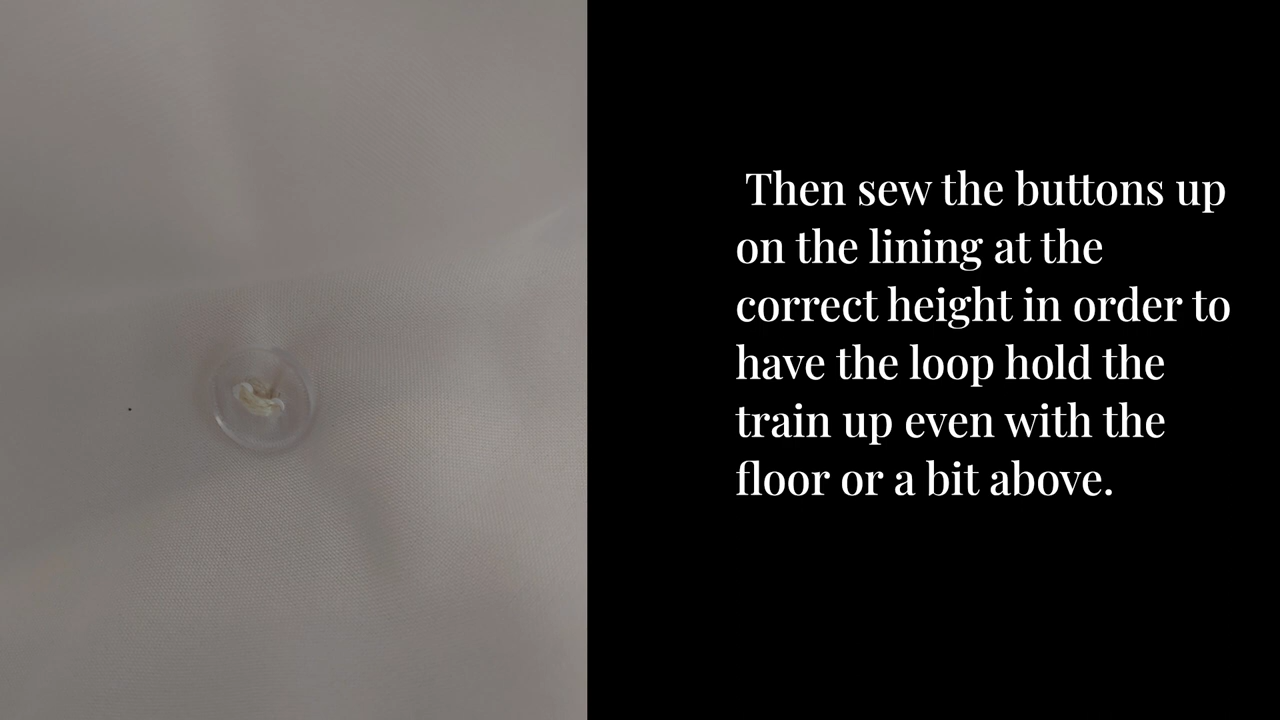 Then sew the buttons up
on the lining at the
correct height in order to
have the loop hold the
train up even with the
floor or a bit above.